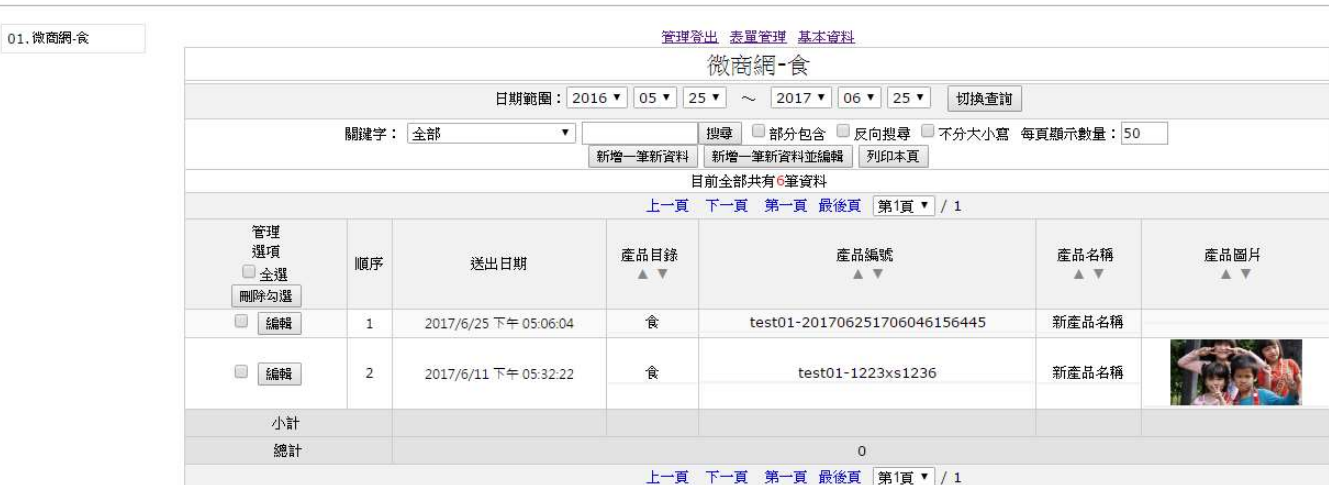 01.微商網-食
管理登出 表單管理 基本資料
微商網-食
日期範圍：2016 ▼ 05 ▼ 25 ▼ ～ 2017 ▼ 06 ▼ 25 ▼ 切換查詢
關鍵字： 全部 ▼ 搜尋 部分包含 反向搜尋 不分大小寫 每頁顯示數量：50
新增一筆新資料 新增一筆新資料並編輯 列印本頁
目前全部共有6筆資料
上一頁 下一頁 第一頁 最後頁 第1頁 ▼ / 1
管理
選項
全選
刪除勾選
順序
送出日期
產品目錄
▲ ▼
產品編號
▲ ▼
產品名稱
▲ ▼
產品圖片
▲ ▼
編輯 1 2017/6/25 下午 05:06:04 食 test01-201706251706046156445 新產品名稱
編輯 2 2017/6/11 下午 05:32:22 食 test01-1223xs1236 新產品名稱
小計
總計 0
上一頁 下一頁 第一頁 最後頁 第1頁 ▼ / 1